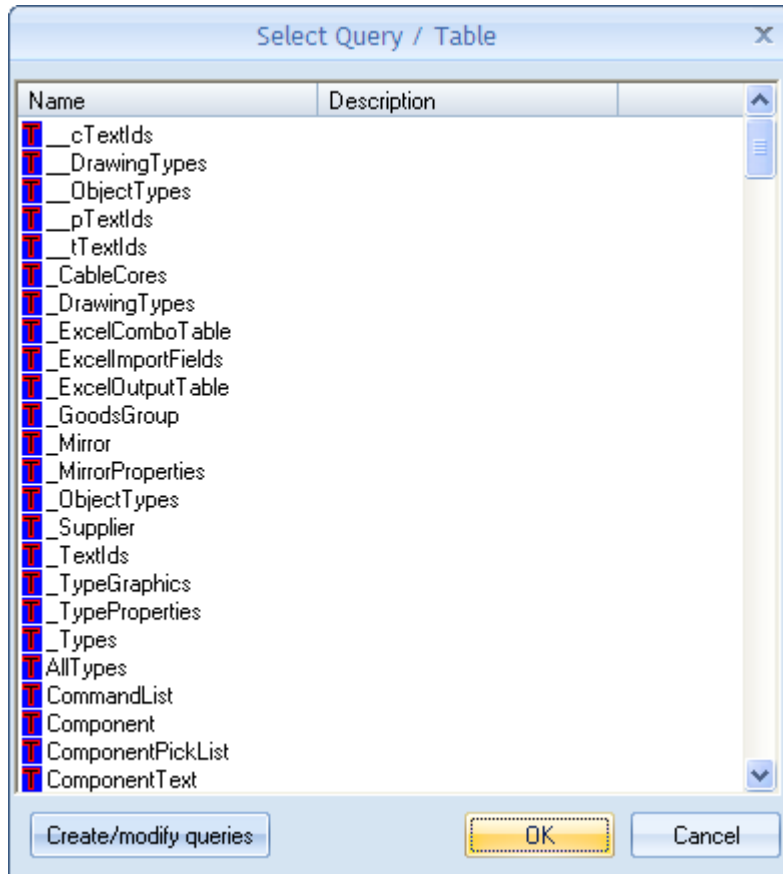 Select Query / Table
Name Description
__cTextIds
__DrawingTypes
__ObjectTypes
__pTextIds
__tTextIds
_CableCores
_DrawingTypes
_ExcelComboTable
_ExcelImportFields
_ExcelOutputTable
_GoodsGroup
_Mirror
_MirrorProperties
_ObjectTypes
_Supplier
_TextIds
_TypeGraphics
_TypeProperties
_Types
AllTypes
CommandList
Component
ComponentPickList
ComponentText
Create/modify queries OK Cancel